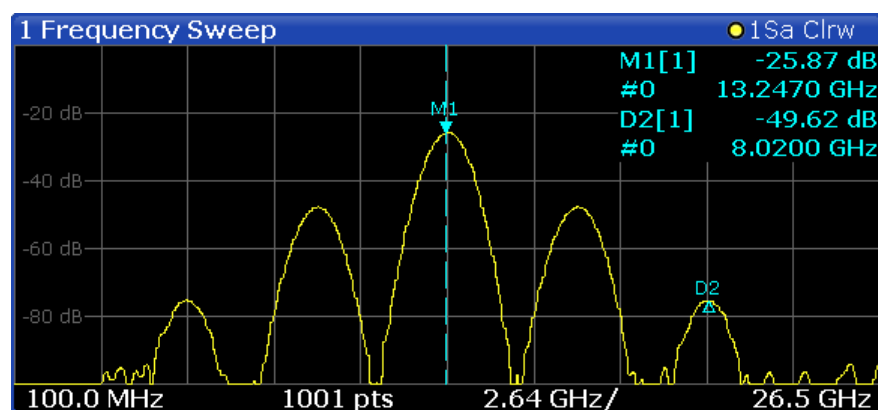 1 Frequency Sweep
1Sa Clrw
M1[1] -25.87 dB
#0 13.2470 GHz
D2[1] -49.62 dB
#0 8.0200 GHz
-20 dB
M1
-40 dB
-60 dB
D2
-80 dB
100.0 MHz 1001 pts 2.64 GHz/ 26.5 GHz